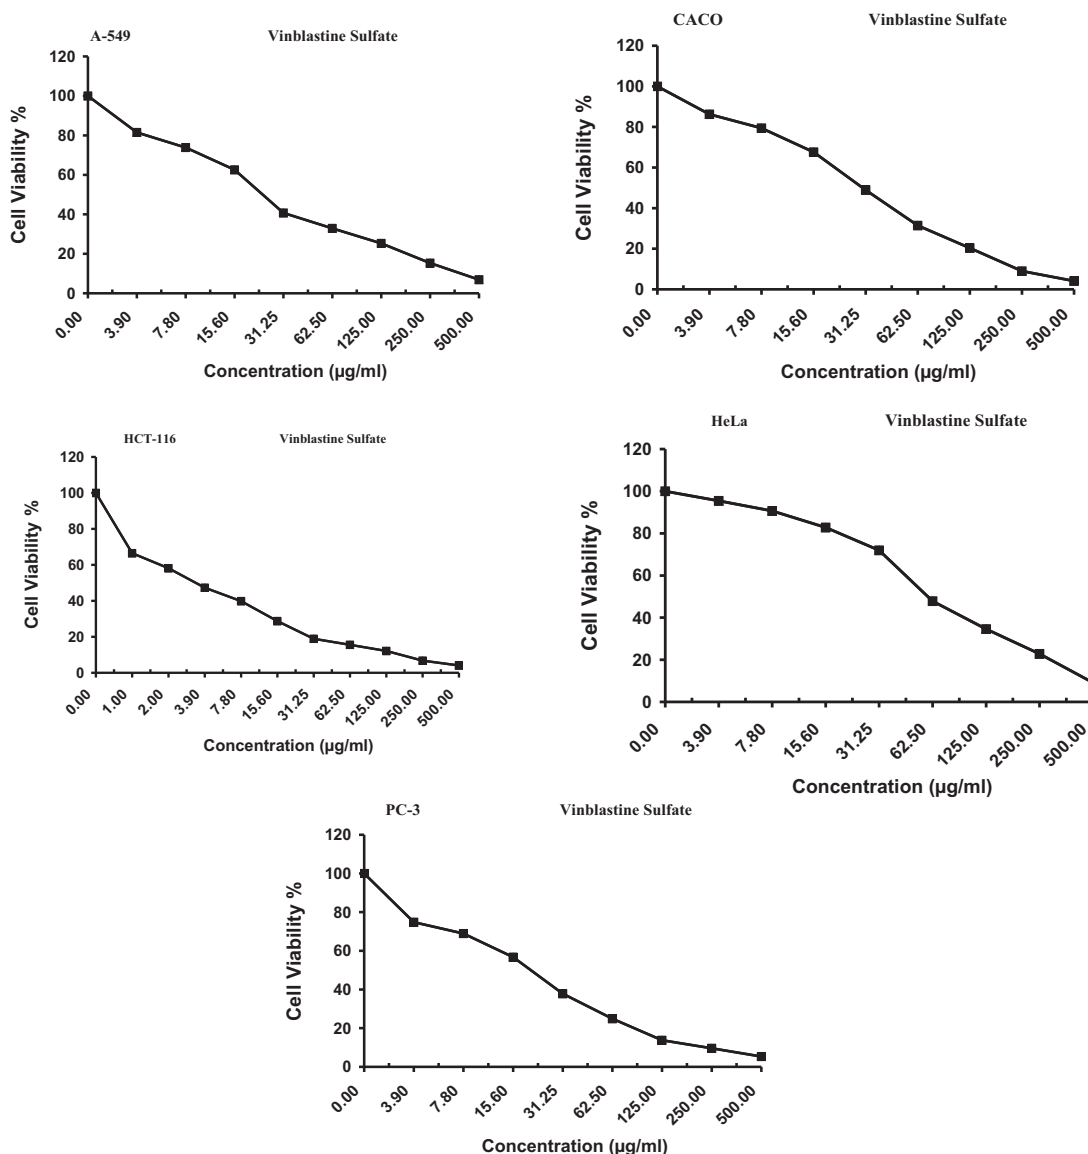 A-549 Vinblastine Sulfate
120
100
80
60
40
20
0
Cell Viability %
0.00 3.90 7.80 15.60 31.25 62.50 125.00 250.00 500.00
Concentration (µg/ml)
CACO Vinblastine Sulfate
120
100
80
60
40
20
0
Cell Viability %
0.00 3.90 7.80 15.60 31.25 62.50 125.00 250.00 500.00
Concentration (µg/ml)
HCT-116 Vinblastine Sulfate
120
100
80
60
40
20
0
Cell Viability %
0.00 1.00 2.00 3.90 7.80 15.60 31.25 62.50 125.00 250.00 500.00
Concentration (µg/ml)
HeLa Vinblastine Sulfate
120
100
80
60
40
20
0
Cell Viability %
0.00 3.90 7.80 15.60 31.25 62.50 125.00 250.00 500.00
Concentration (µg/ml)
PC-3 Vinblastine Sulfate
120
100
80
60
40
20
0
Cell Viability %
0.00 3.90 7.80 15.60 31.25 62.50 125.00 250.00 500.00
Concentration (µg/ml)